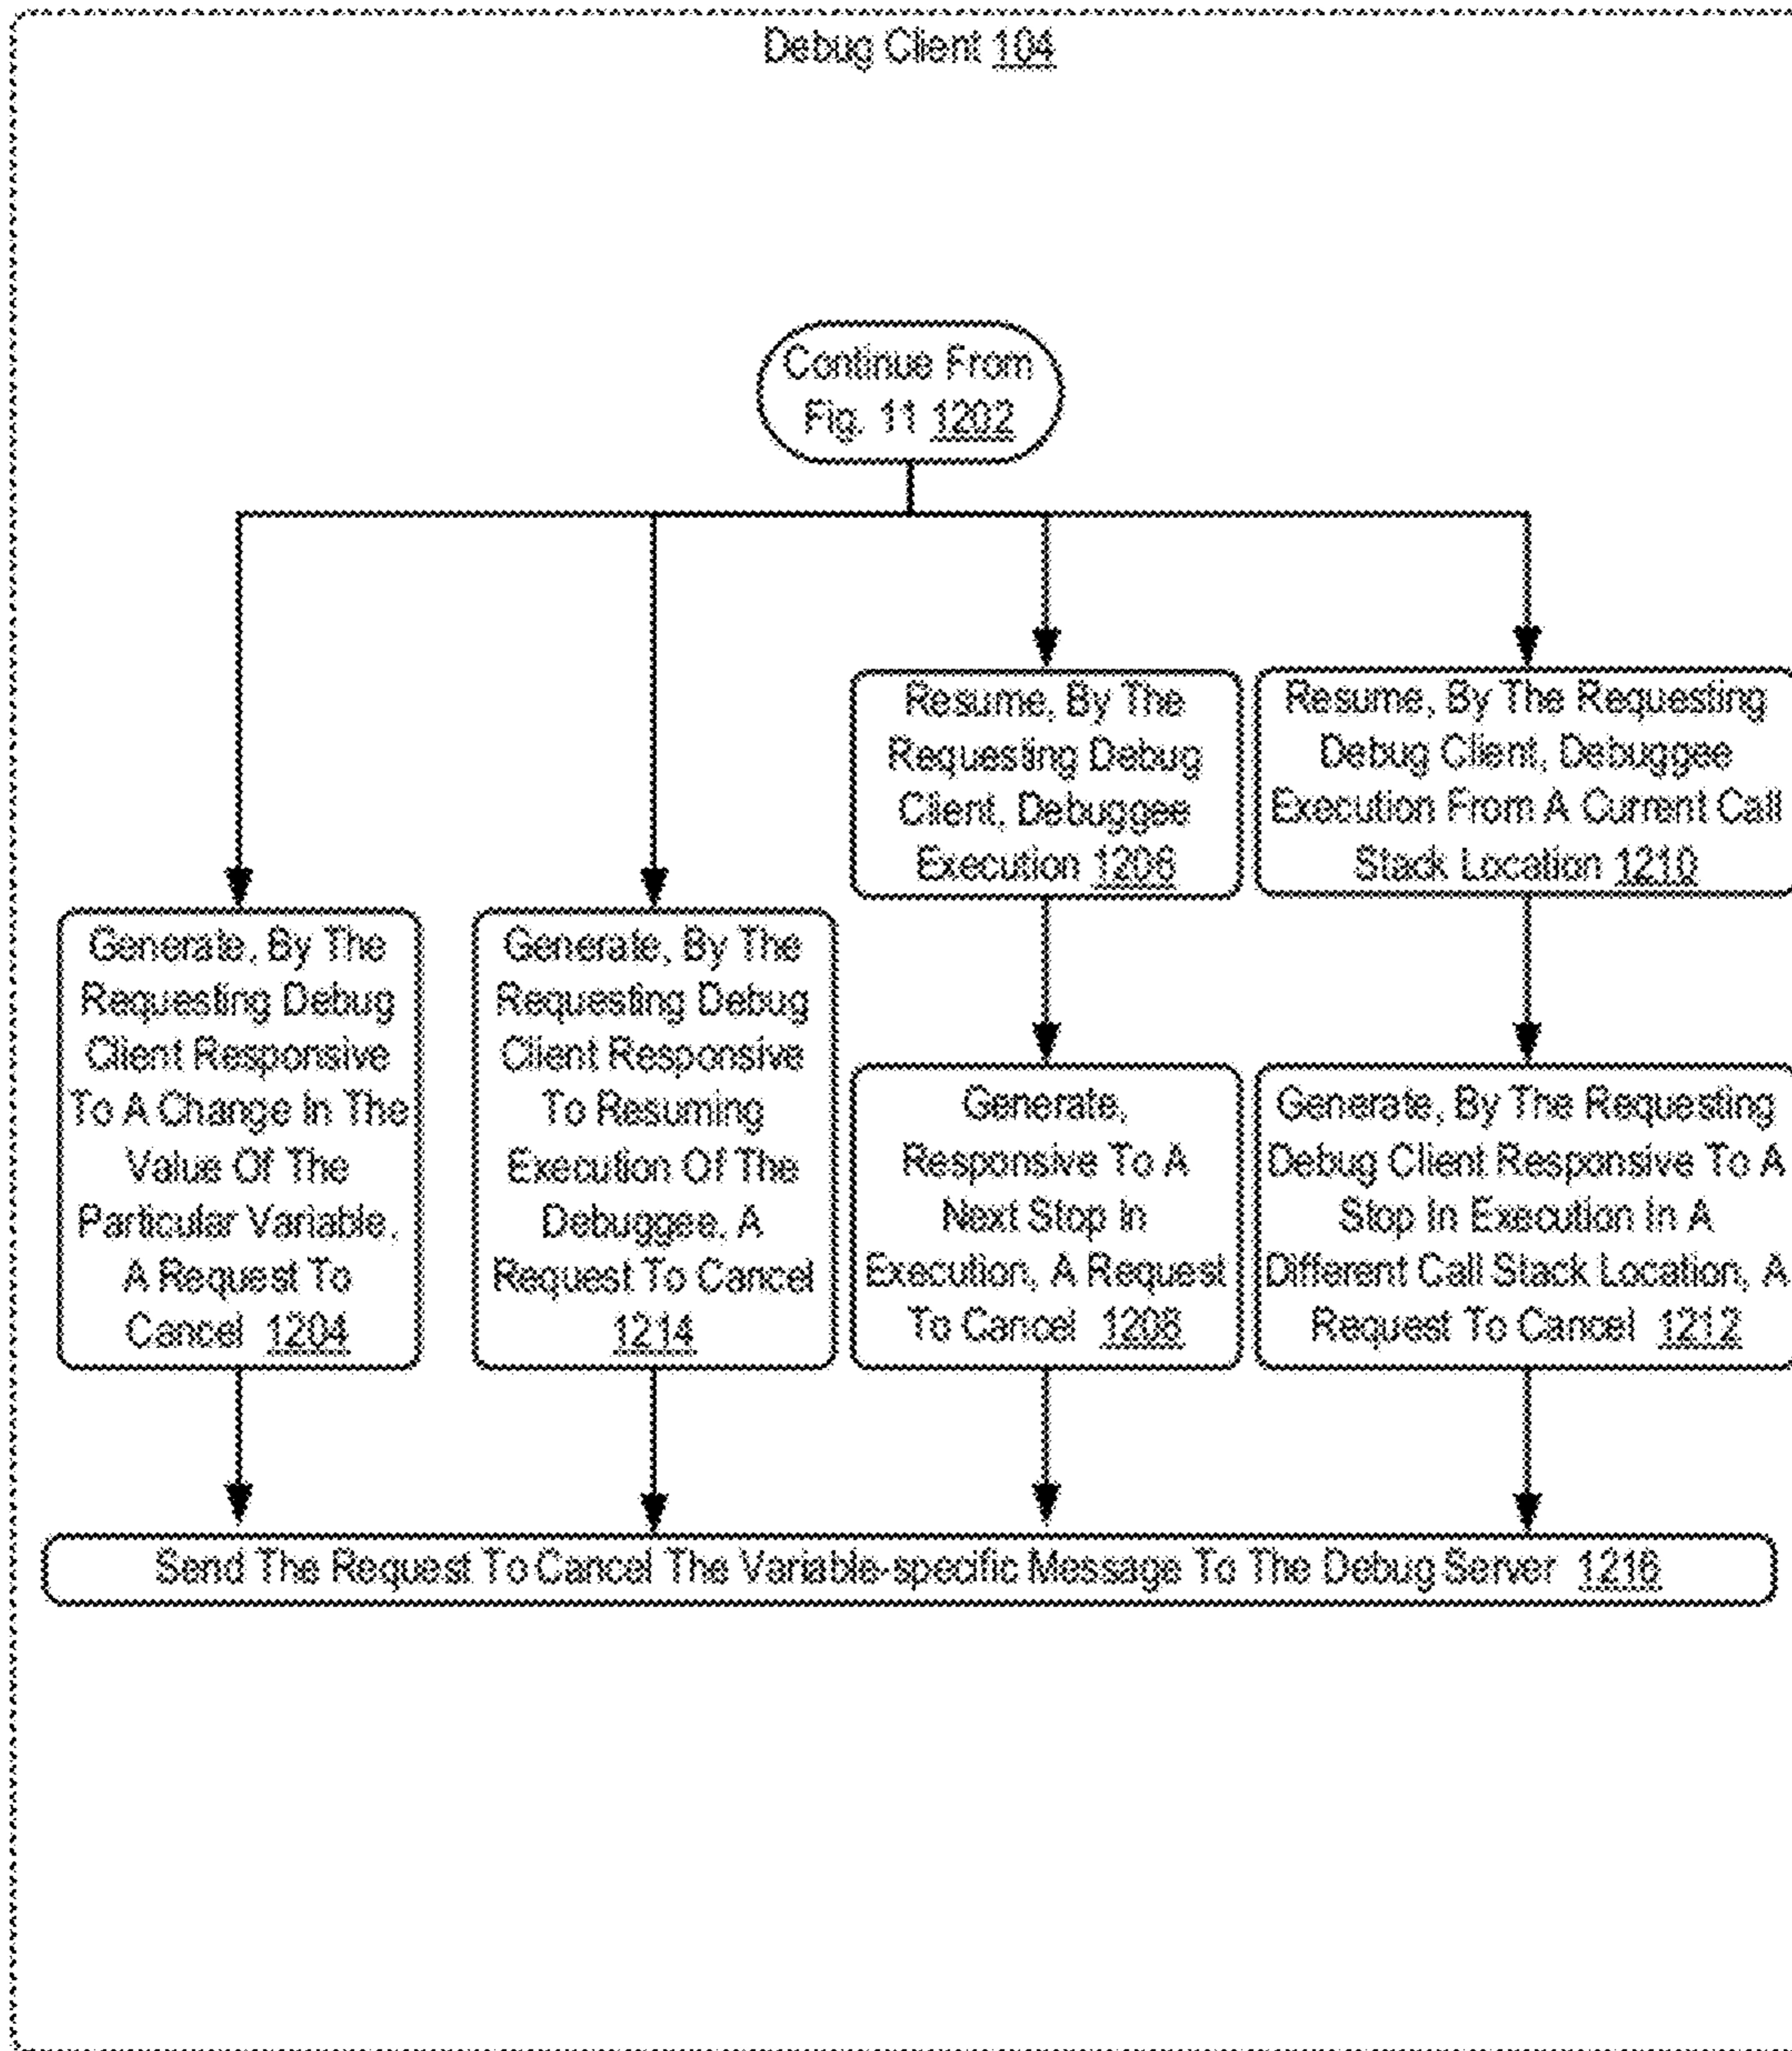 Debug Client 104
Continue From
Fig. 11 1202
Resume, By The
Requesting Debug
Client, Debuggee
Execution 1206
Resume, By The Requesting
Debug Client, Debuggee
Execution From A Current Call
Stack Location 1210
Generate, By The
Requesting Debug
Client Responsive
To A Change In The
Value Of The
Particular Variable,
A Request To
Cancel 1204
Generate, By The
Requesting Debug
Client Responsive
To Resuming
Execution Of The
Debuggee, A
Request To Cancel
1214
Generate,
Responsive To A
Next Stop In
Execution, A Request
To Cancel 1208
Generate, By The Requesting
Debug Client Responsive To A
Stop In Execution In A
Different Call Stack Location, A
Request To Cancel 1212
Send The Request To Cancel The Variable-specific Message To The Debug Server 1216